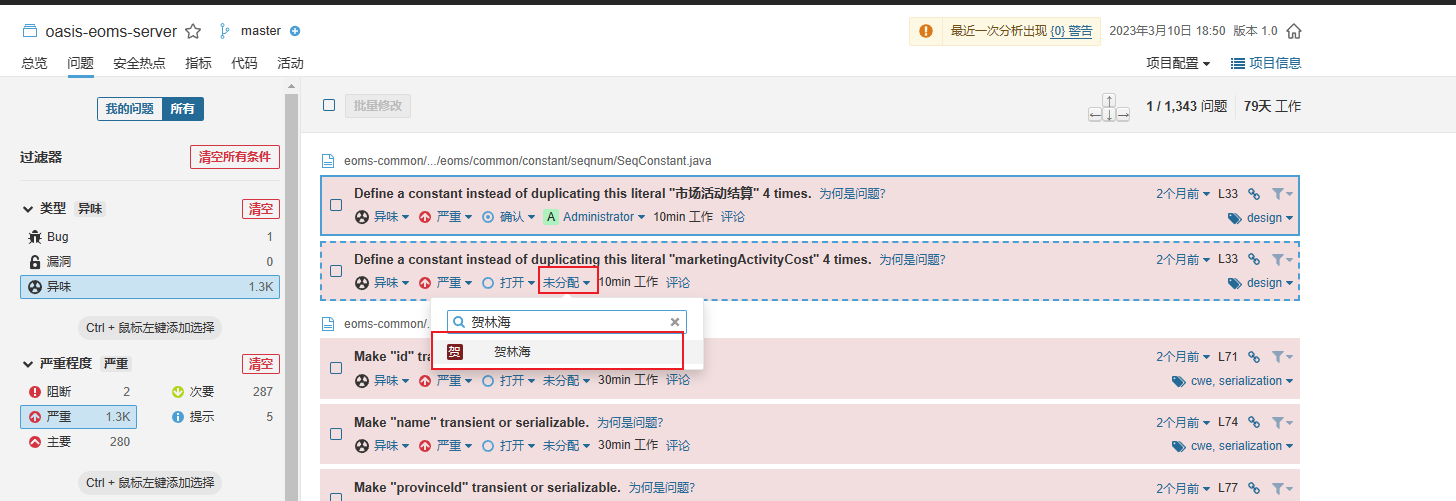 oasis-eoms-server master 最近一次分析出现 {0} 警告 2023年3月10日 18:50 版本 1.0
总览 问题 安全热点 指标 代码 活动 项目配置 项目信息
我的问题 所有
批量修改 1 / 1,343 问题 79天 工作
过滤器 清空所有条件
类型 异味 清空
Bug 1
漏洞 0
异味 1.3K
Ctrl + 鼠标左键添加选择
严重程度 严重 清空
阻断 2 次要 287
严重 1.3K 提示 5
主要 280
Ctrl + 鼠标左键添加选择
eoms-common/.../eoms/common/constant/seqnum/SeqConstant.java
Define a constant instead of duplicating this literal "市场活动结算" 4 times. 为何是问题? 2个月前 L33
异味 严重 确认 A Administrator 10min 工作 评论 design
Define a constant instead of duplicating this literal "marketingActivityCost" 4 times. 为何是问题? 2个月前 L33
异味 严重 打开 未分配 10min 工作 评论 design
贺林海
贺 贺林海
eoms-common/.
Make "id" tra 2个月前 L71
异味 严重 打开 未分配 30min 工作 评论 cwe, serialization
Make "name" transient or serializable. 为何是问题? 2个月前 L74
异味 严重 打开 未分配 30min 工作 评论 cwe, serialization
Make "provinceId" transient or serializable. 为何是问题? 2个月前 L77